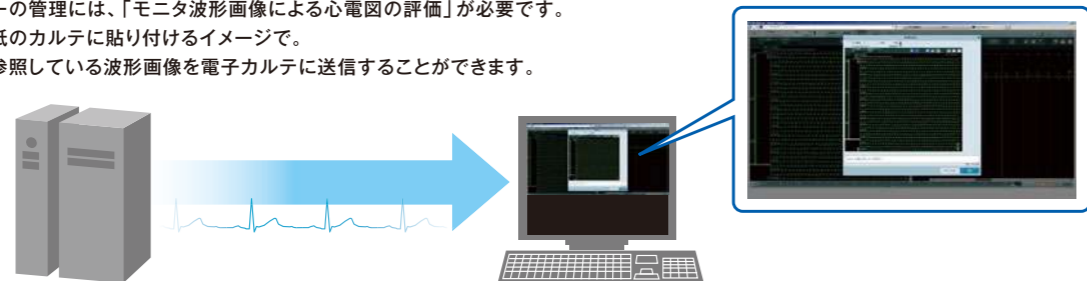 ーの管理には、「モニタ波形画像による心電図の評価」が必要です。
紙のカルテに貼り付けるイメージで。
参照している波形画像を電子カルテに送信することができます。